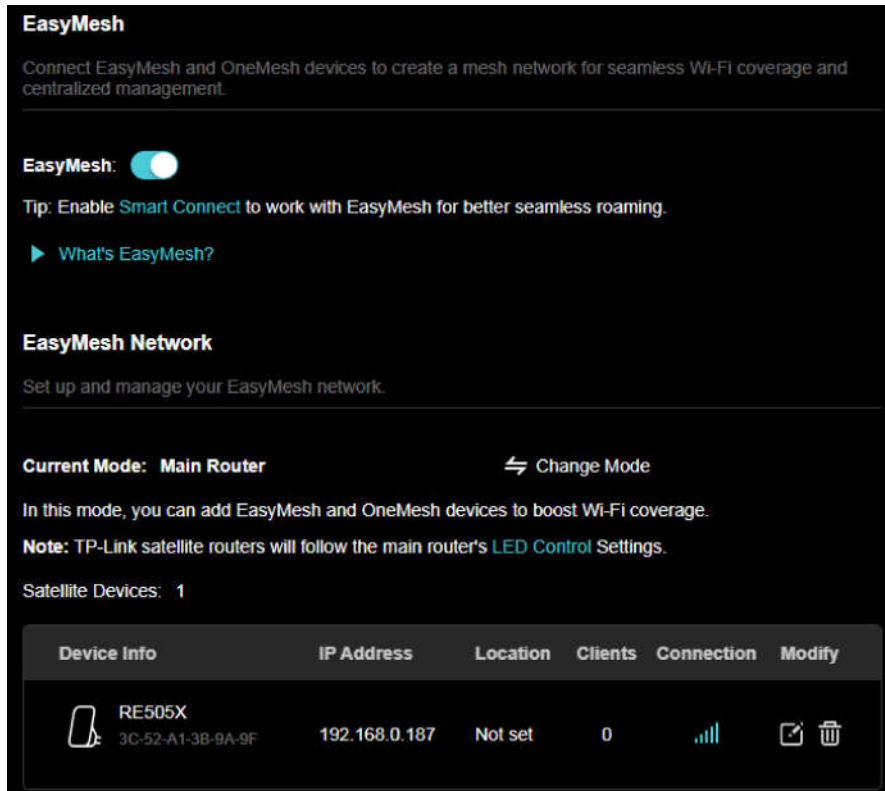 EasyMesh
Connect EasyMesh and OneMesh devices to create a mesh network for seamless Wi-Fi coverage and
centralized management.
EasyMesh:
Tip: Enable Smart Connect to work with EasyMesh for better seamless roaming.
What's EasyMesh?
EasyMesh Network
Set up and manage your EasyMesh network.
Current Mode: Main Router Change Mode
In this mode, you can add EasyMesh and OneMesh devices to boost Wi-Fi coverage.
Note: TP-Link satellite routers will follow the main router's LED Control Settings.
Satellite Devices: 1
Device Info IP Address Location Clients Connection Modify
RE505X
3C-52-A1-3B-9A-9F 192.168.0.187 Not set 0